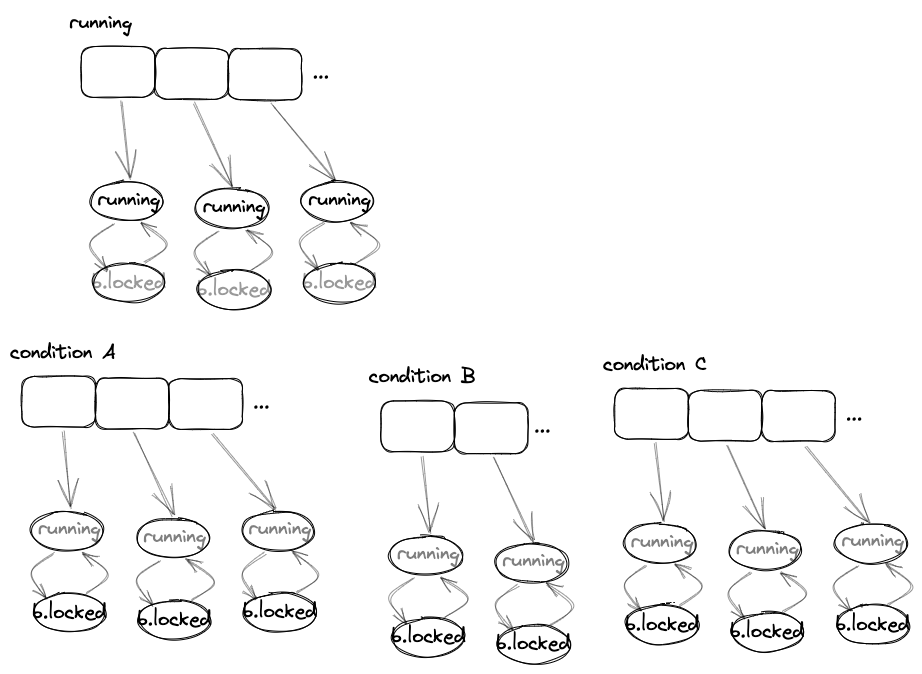 running
...
running running running
b.locked b.locked b.locked
condition A
...
running running running
b.locked b.locked b.locked
condition B
...
running running
b.locked b.locked
condition C
...
running running running
b.locked b.locked b.locked